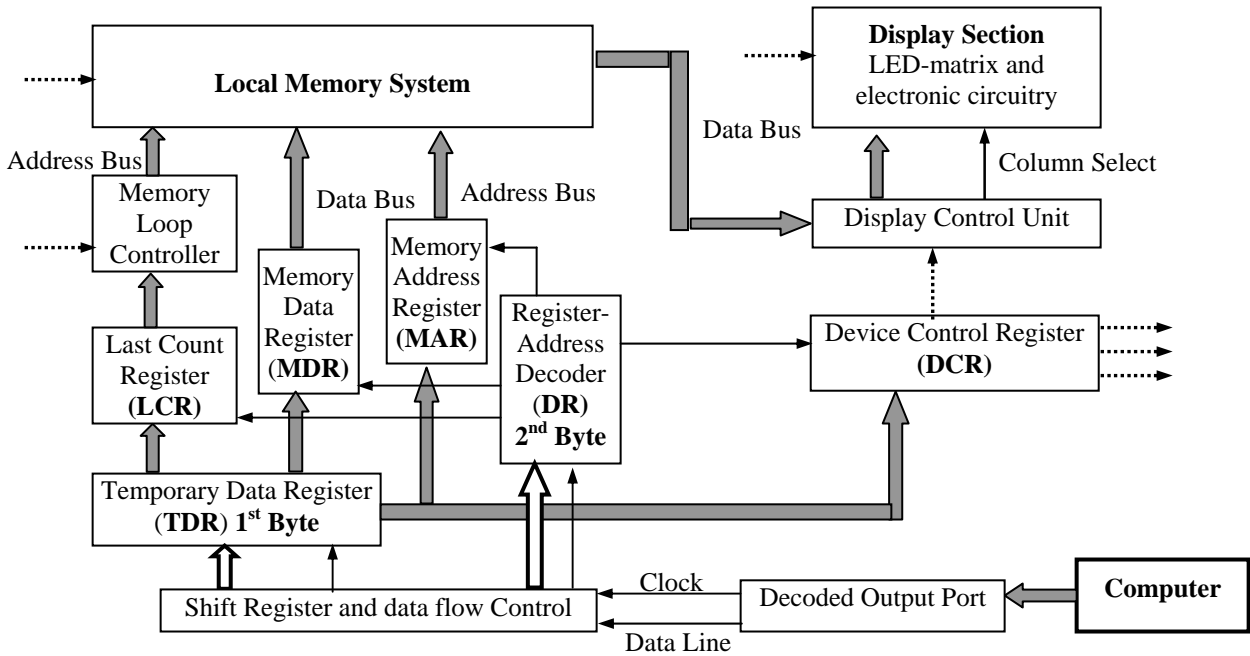 Local Memory System
Display Section
LED-matrix and
electronic circuitry
Data Bus
Address Bus
Column Select
Memory
Loop
Controller
Data Bus
Address Bus
Display Control Unit
Memory
Data
Register
(MDR)
Memory
Address
Register
(MAR)
Register-
Address
Decoder
(DR)
2nd Byte
Last Count
Register
(LCR)
Device Control Register
(DCR)
Temporary Data Register
(TDR) 1st Byte
Shift Register and data flow Control
Clock
Data Line
Decoded Output Port
Computer